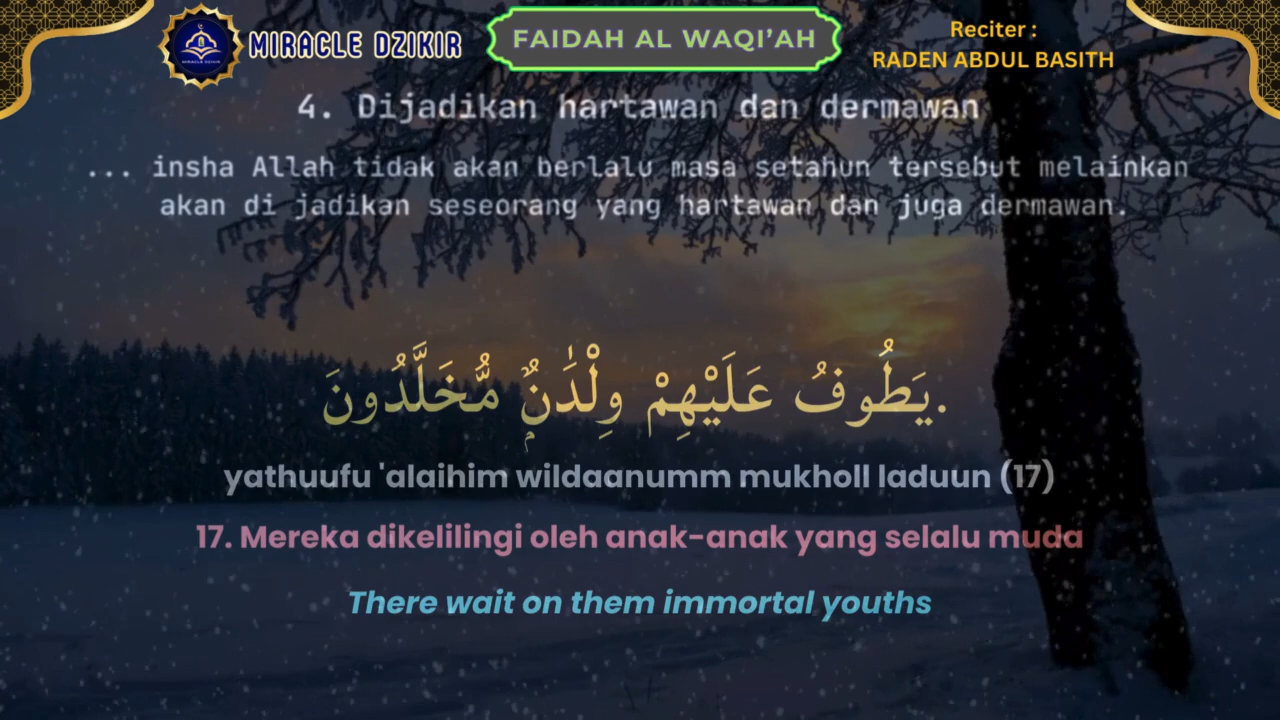 MIRACLE DZIKIR
FAIDAH AL WAQI’AH
Reciter :
RADEN ABDUL BASITH
4. Dijadikan hartawan dan dermawan
... insha Allah tidak akan berlalu masa setahun tersebut melainkan
akan di jadikan seseorang yang hartawan dan juga dermawan.
يَطُوفُ عَلَيْهِمْ وِلْدَٰنٌۭ مُّخَلَّدُونَ.
yathuufu 'alaihim wildaanumm mukholl laduun (17)
17. Mereka dikelilingi oleh anak-anak yang selalu muda
There wait on them immortal youths